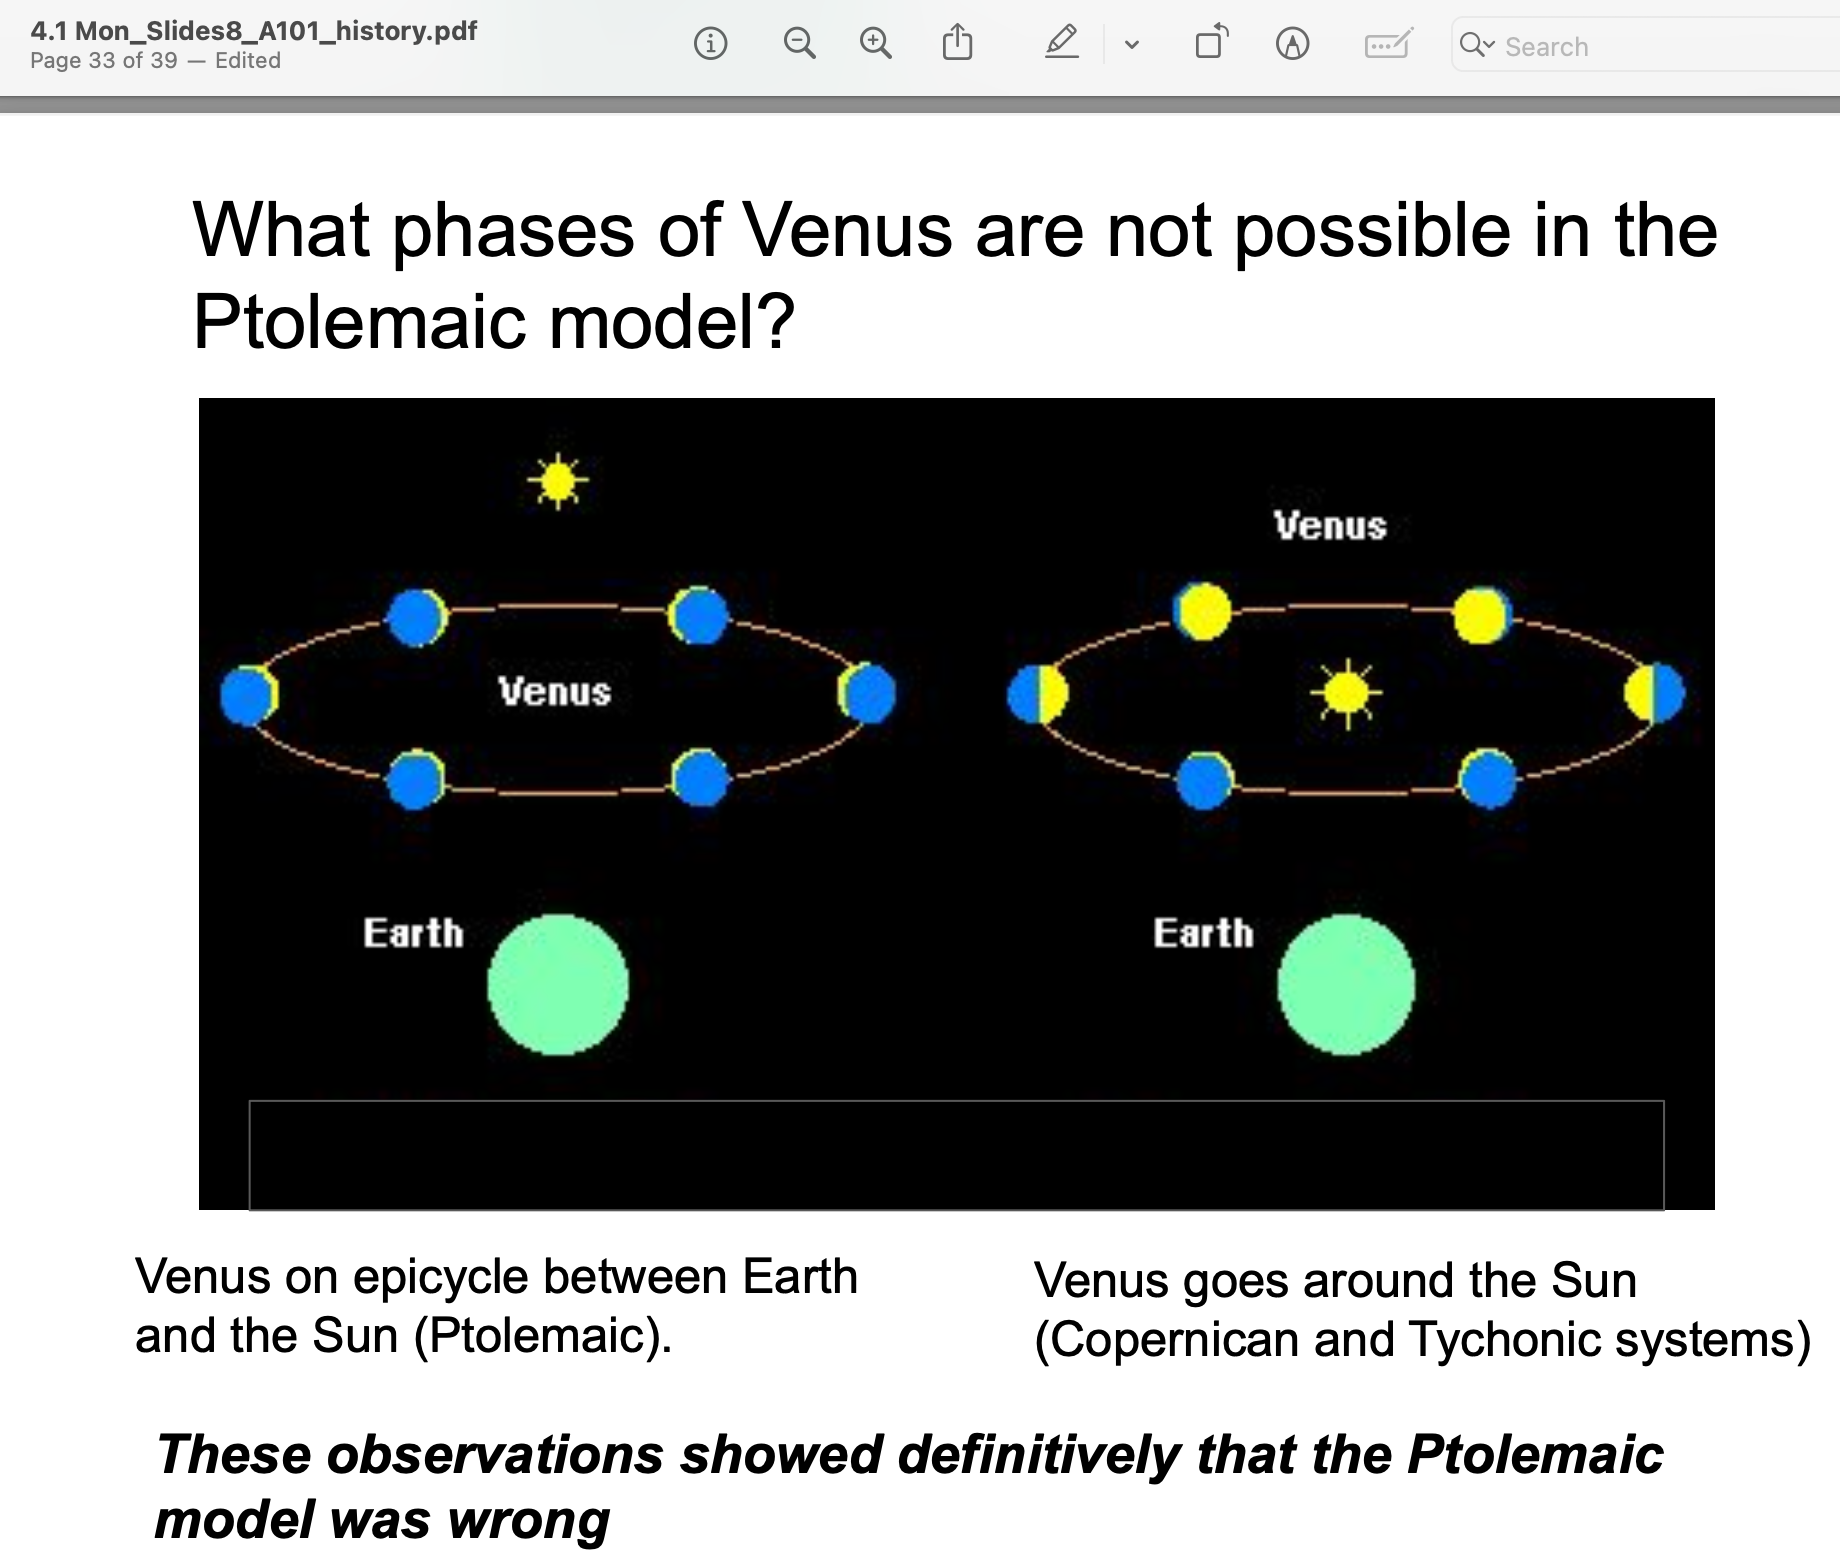 4.1 Mon_Slides8_A101_history.pdf
Page 33 of 39 — Edited
Search
What phases of Venus are not possible in the
Ptolemaic model?
Venus
Venus
Earth
Earth
Venus on epicycle between Earth
and the Sun (Ptolemaic).
Venus goes around the Sun
(Copernican and Tychonic systems)
These observations showed definitively that the Ptolemaic
model was wrong